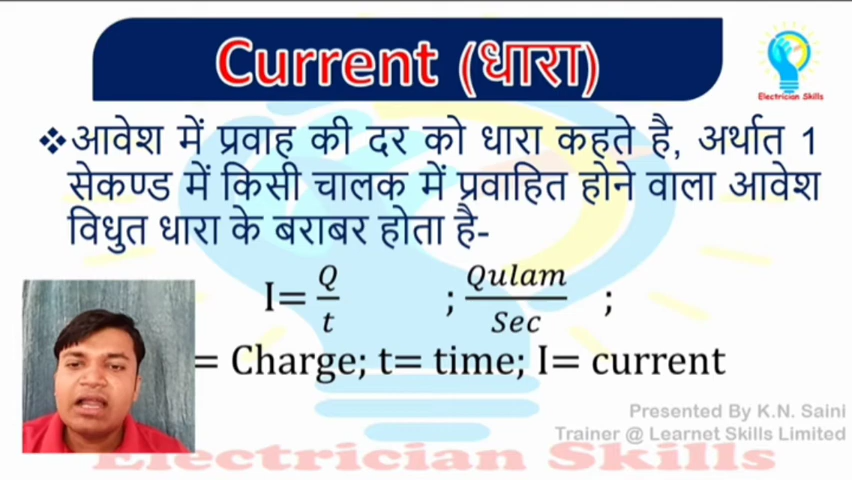 Current (धारा)
Electrician Skills
❖आवेश में प्रवाह की दर को धारा कहते है, अर्थात 1
सेकण्ड में किसी चालक में प्रवाहित होने वाला आवेश
विधुत धारा के बराबर होता है-
I= Q/t ; Qulam/Sec ;
= Charge; t= time; I= current
Presented By K.N. Saini
Trainer @ Learnet Skills Limited
Electrician Skills